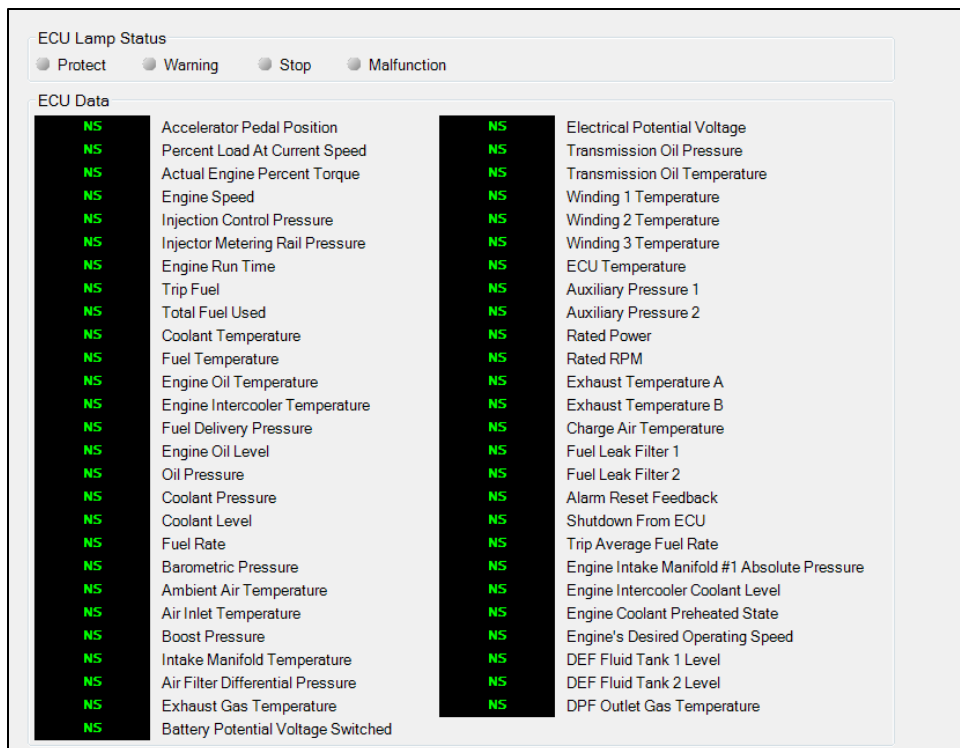 ECU Lamp Status
Protect Warning Stop Malfunction
ECU Data
NS Accelerator Pedal Position
NS Percent Load At Current Speed
NS Actual Engine Percent Torque
NS Engine Speed
NS Injection Control Pressure
NS Injector Metering Rail Pressure
NS Engine Run Time
NS Trip Fuel
NS Total Fuel Used
NS Coolant Temperature
NS Fuel Temperature
NS Engine Oil Temperature
NS Engine Intercooler Temperature
NS Fuel Delivery Pressure
NS Engine Oil Level
NS Oil Pressure
NS Coolant Pressure
NS Coolant Level
NS Fuel Rate
NS Barometric Pressure
NS Ambient Air Temperature
NS Air Inlet Temperature
NS Boost Pressure
NS Intake Manifold Temperature
NS Air Filter Differential Pressure
NS Exhaust Gas Temperature
NS Battery Potential Voltage Switched
NS Electrical Potential Voltage
NS Transmission Oil Pressure
NS Transmission Oil Temperature
NS Winding 1 Temperature
NS Winding 2 Temperature
NS Winding 3 Temperature
NS ECU Temperature
NS Auxiliary Pressure 1
NS Auxiliary Pressure 2
NS Rated Power
NS Rated RPM
NS Exhaust Temperature A
NS Exhaust Temperature B
NS Charge Air Temperature
NS Fuel Leak Filter 1
NS Fuel Leak Filter 2
NS Alarm Reset Feedback
NS Shutdown From ECU
NS Trip Average Fuel Rate
NS Engine Intake Manifold #1 Absolute Pressure
NS Engine Intercooler Coolant Level
NS Engine Coolant Preheated State
NS Engine's Desired Operating Speed
NS DEF Fluid Tank 1 Level
NS DEF Fluid Tank 2 Level
NS DPF Outlet Gas Temperature